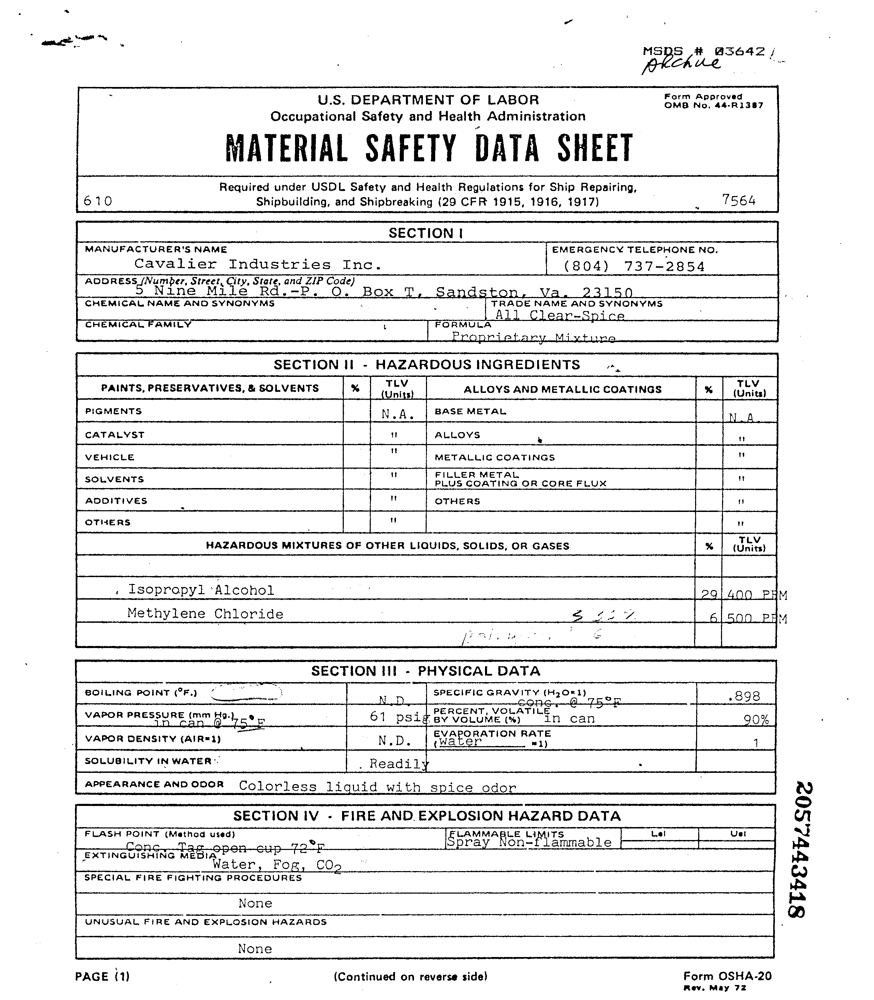 MSDS # 03642
Archive
U.S. DEPARTMENT OF LABOR
Occupational Safety and Health Administration
Form Approved
OMB No. 44-R1387
MATERIAL SAFETY DATA SHEET
Required under USDL Safety and Health Regulations for Ship Repairing,
610 Shipbuilding, and Shipbreaking (29 CFR 1915, 1916, 1917) 7564
SECTION I
MANUFACTURER'S NAME EMERGENCY TELEPHONE NO.
Cavalier Industries Inc. (804) 737-2854
ADDRESS (Number, Street, City, State, and ZIP Code)
5 Nine Mile Rd.-P. O. Box T, Sandston, Va. 23150
CHEMICAL NAME AND SYNONYMS TRADE NAME AND SYNONYMS
All Clear-Spice
CHEMICAL FAMILY FORMULA
Proprietary Mixture
SECTION II - HAZARDOUS INGREDIENTS
PAINTS, PRESERVATIVES, & SOLVENTS % TLV (Units) ALLOYS AND METALLIC COATINGS % TLV (Units)
PIGMENTS N.A. BASE METAL N.A
CATALYST " ALLOYS "
VEHICLE " METALLIC COATINGS "
SOLVENTS " FILLER METAL PLUS COATING OR CORE FLUX "
ADDITIVES " OTHERS "
OTHERS " "
HAZARDOUS MIXTURES OF OTHER LIQUIDS, SOLIDS, OR GASES % TLV (Units)
Isopropyl Alcohol 29 400 PPM
Methylene Chloride 6 500 PPM
SECTION III - PHYSICAL DATA
BOILING POINT (°F.) N.D. SPECIFIC GRAVITY (H2O=1) conc. @ 75°F .898
VAPOR PRESSURE (mm Hg.) in can @ 75°F 61 psig PERCENT, VOLATILE BY VOLUME (%) in can 90%
VAPOR DENSITY (AIR=1) N.D. EVAPORATION RATE (Water =1) 1
SOLUBILITY IN WATER Readily
APPEARANCE AND ODOR Colorless liquid with spice odor
SECTION IV - FIRE AND EXPLOSION HAZARD DATA
FLASH POINT (Method used) FLAMMABLE LIMITS Lel Uel
Conc. Tag open cup 72°F Spray Non-flammable
EXTINGUISHING MEDIA
Water, Fog, CO2
SPECIAL FIRE FIGHTING PROCEDURES
None
UNUSUAL FIRE AND EXPLOSION HAZARDS
None
PAGE (1) (Continued on reverse side) Form OSHA-20
Rev. May 72
2057443418